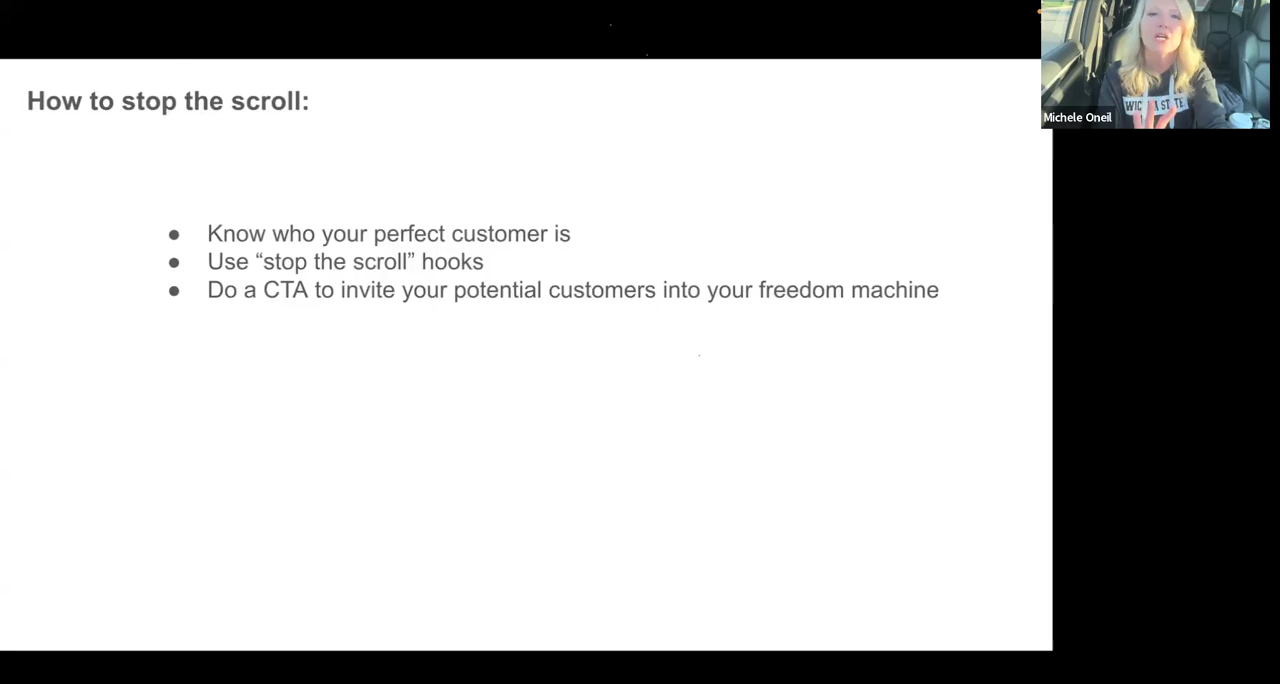 How to stop the scroll:
● Know who your perfect customer is
● Use “stop the scroll” hooks
● Do a CTA to invite your potential customers into your freedom machine
Michele Oneil